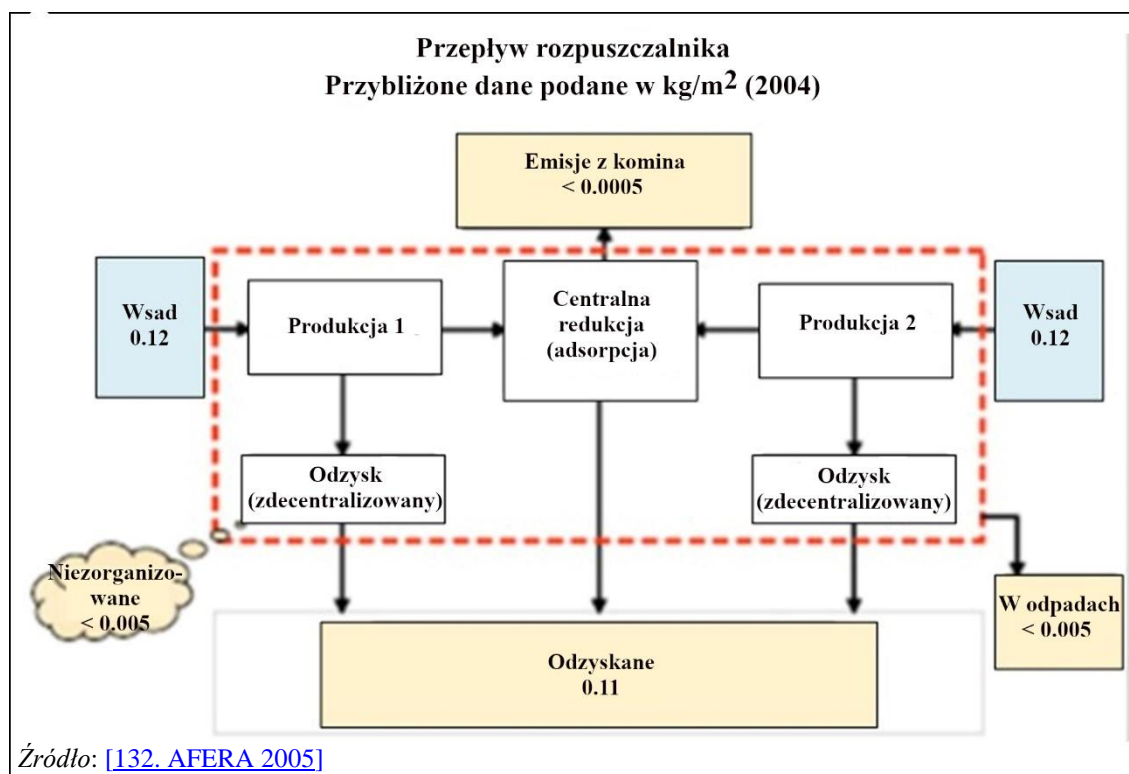 Przepływ rozpuszczalnika
Przybliżone dane podane w kg/m² (2004)
Emisje z komina
< 0.0005
Wsad
0.12
Produkcja 1
Centralna
redukcja
(adsorpcja)
Produkcja 2
Wsad
0.12
Odzysk
(zdecentralizowany)
Odzysk
(zdecentralizowany)
Niezorganizo-
wane
< 0.005
W odpadach
< 0.005
Odzyskane
0.11
Źródło: [132. AFERA 2005]